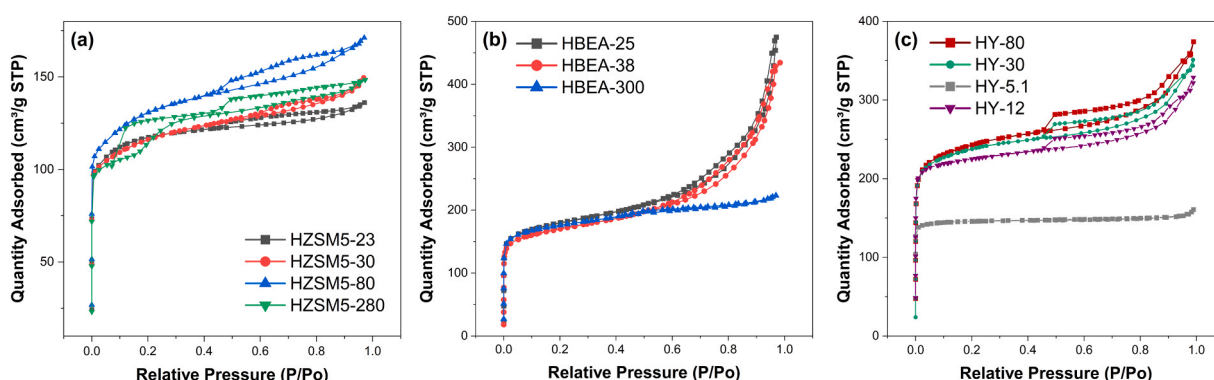 (a)
Quantity Adsorbed (cm³/g STP)
150
100
50
0.0 0.2 0.4 0.6 0.8 1.0
Relative Pressure (P/Po)
HZSM5-23
HZSM5-30
HZSM5-80
HZSM5-280
(b)
Quantity Adsorbed (cm³/g STP)
500
400
300
200
100
0
0.0 0.2 0.4 0.6 0.8 1.0
Relative Pressure (P/Po)
HBEA-25
HBEA-38
HBEA-300
(c)
Quantity Adsorbed (cm³/g STP)
400
300
200
100
0
0.0 0.2 0.4 0.6 0.8 1.0
Relative Pressure (P/Po)
HY-80
HY-30
HY-5.1
HY-12